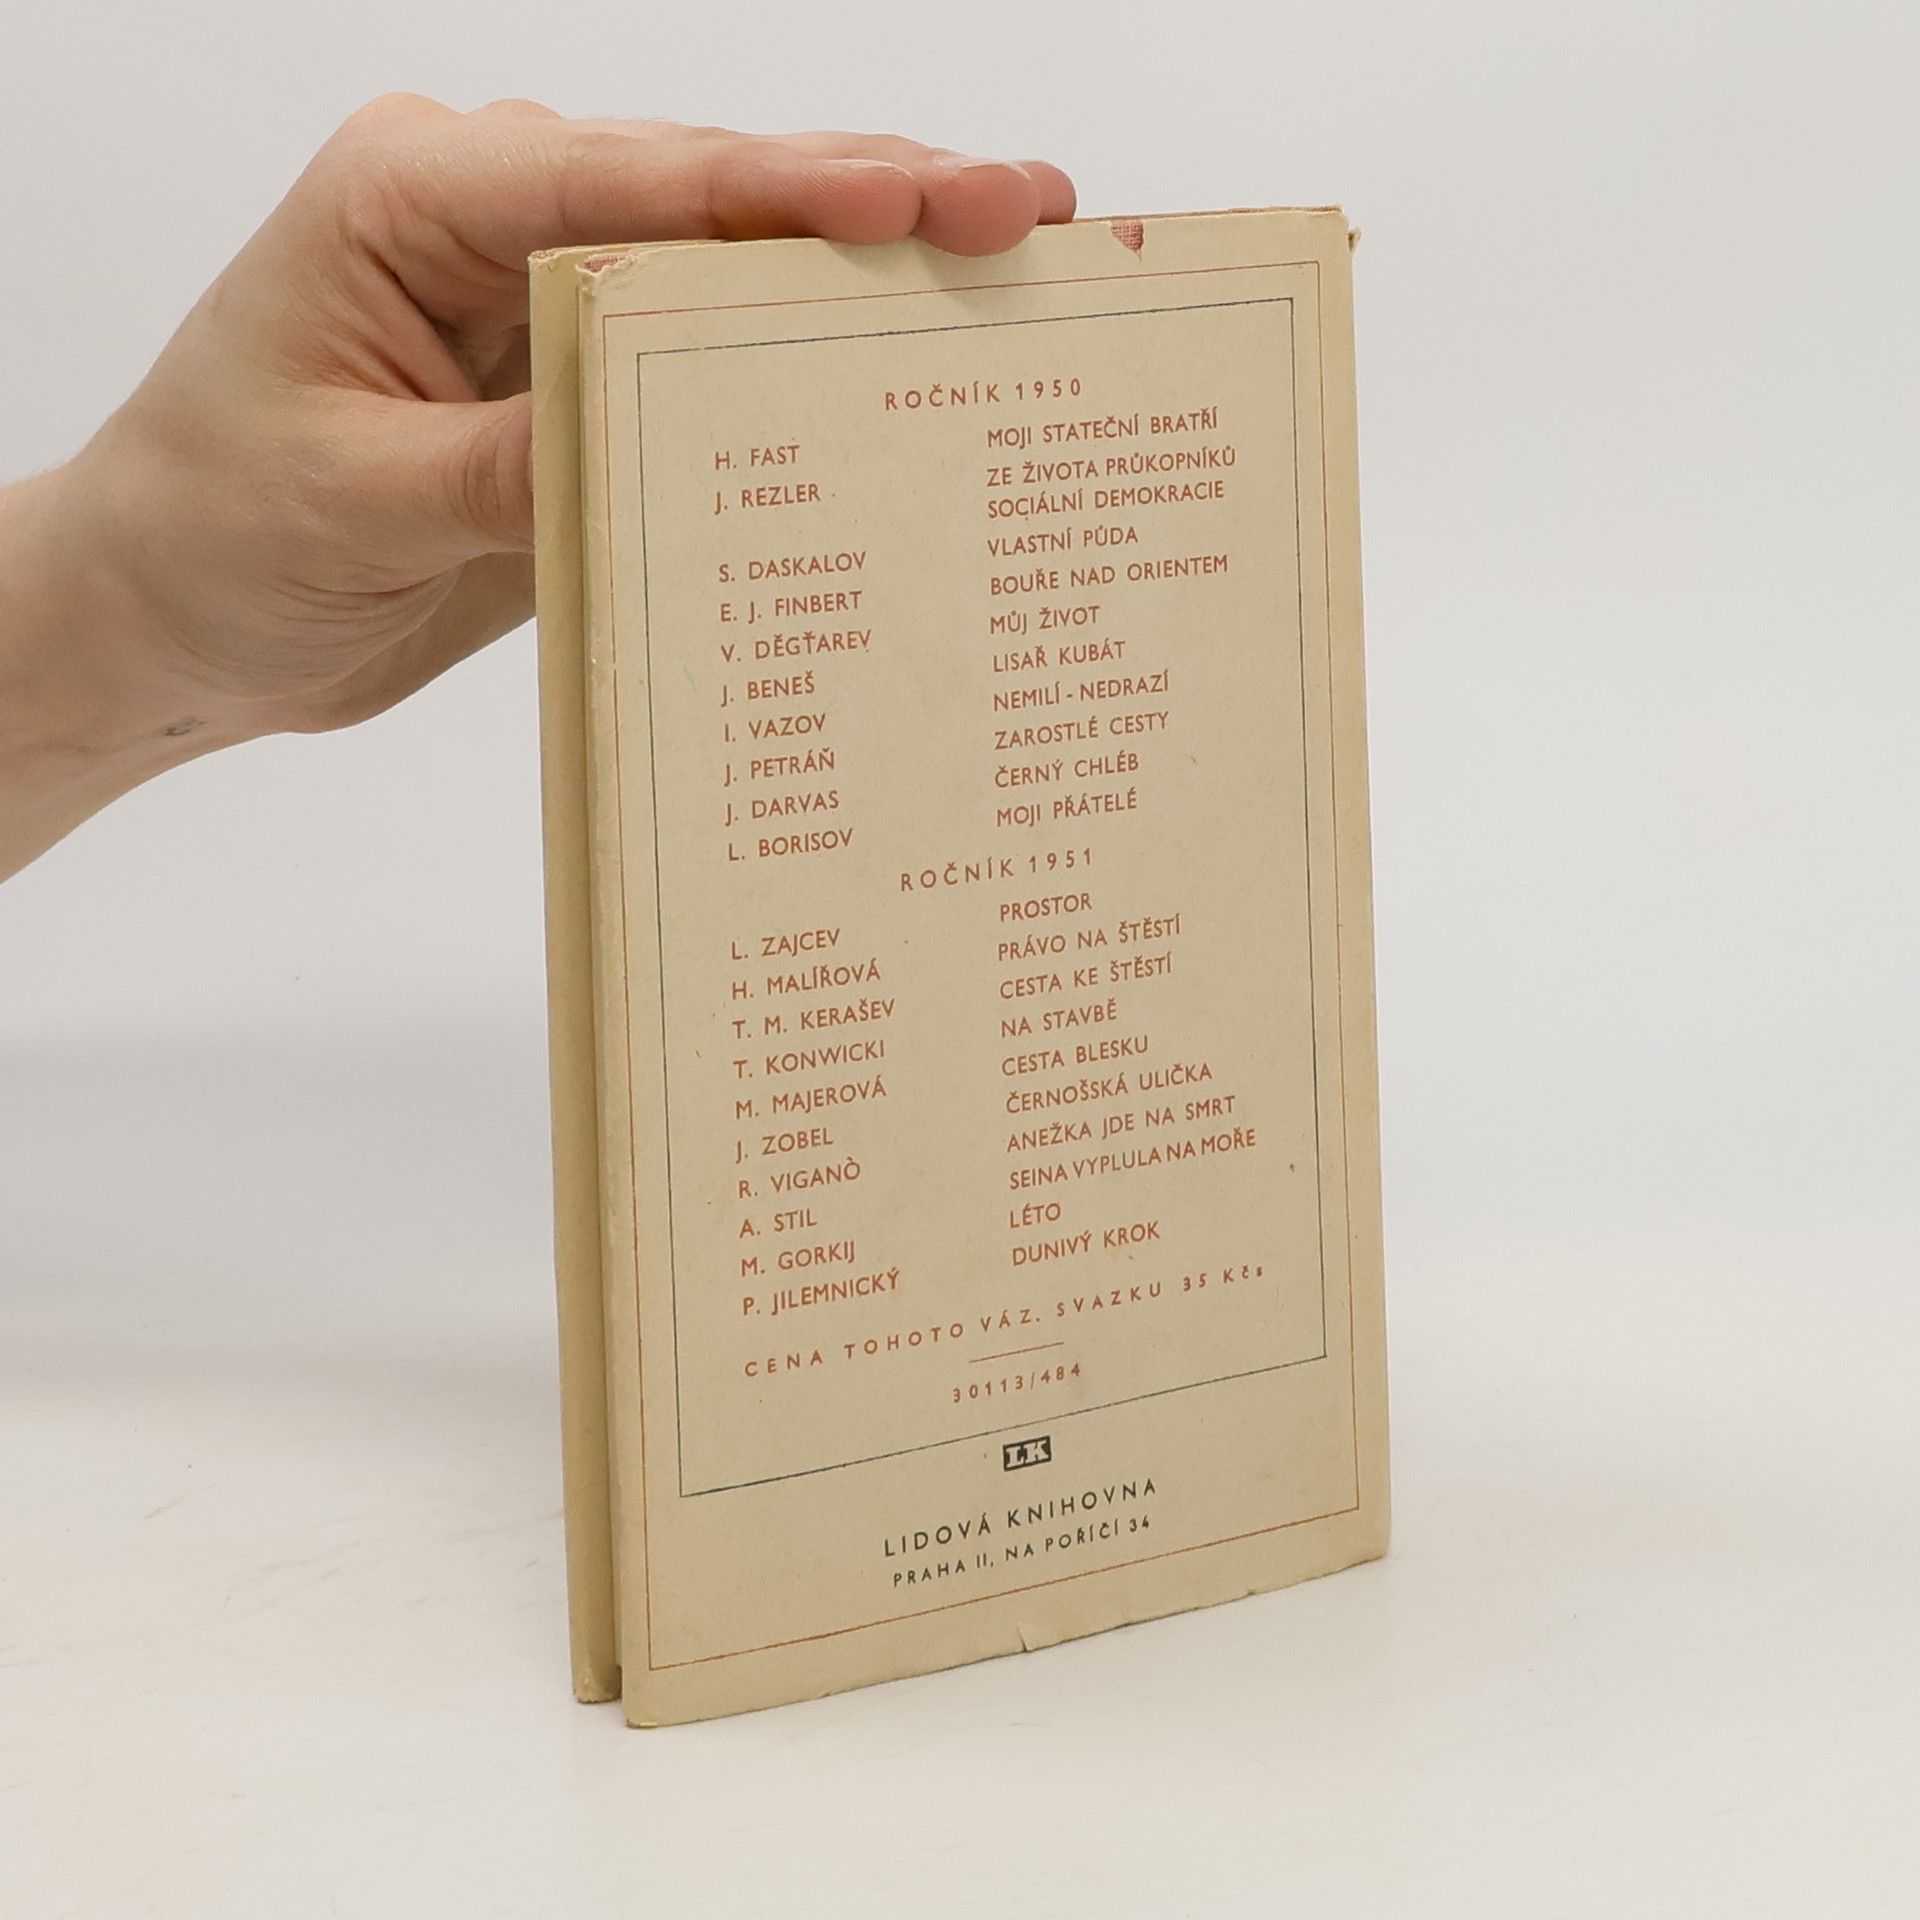 ROČNÍK 1950
H. FAST MOJI STATEČNÍ BRATŘÍ
J. REZLER ZE ŽIVOTA PRŮKOPNÍKŮ
SOCIÁLNÍ DEMOKRACIE
S. DASKALOV VLASTNÍ PŮDA
E. J. FINBERT BOUŘE NAD ORIENTEM
V. DĚGŤAREV MŮJ ŽIVOT
J. BENEŠ LISAŘ KUBÁT
I. VAZOV NEMILÍ - NEDRAZÍ
J. PETRÁŇ ZAROSTLÉ CESTY
J. DARVAS ČERNÝ CHLÉB
L. BORISOV MOJI PŘÁTELÉ
ROČNÍK 1951
L. ZAJCEV PROSTOR
H. MALÍŘOVÁ PRÁVO NA ŠTĚSTÍ
T. M. KERAŠEV CESTA KE ŠTĚSTÍ
T. KONWICKI NA STAVBĚ
M. MAJEROVÁ CESTA BLESKU
J. ZOBEL ČERNOŠSKÁ ULIČKA
R. VIGANÒ ANEŽKA JDE NA SMRT
A. STIL SEINA VYPLULA NA MOŘE
M. GORKIJ LÉTO
P. JILEMNICKÝ DUNIVÝ KROK
CENA TOHOTO VÁZ. SVAZKU 35 Kčs
30113/484
LK
LIDOVÁ KNIHOVNA
PRAHA II, NA POŘÍČÍ 34